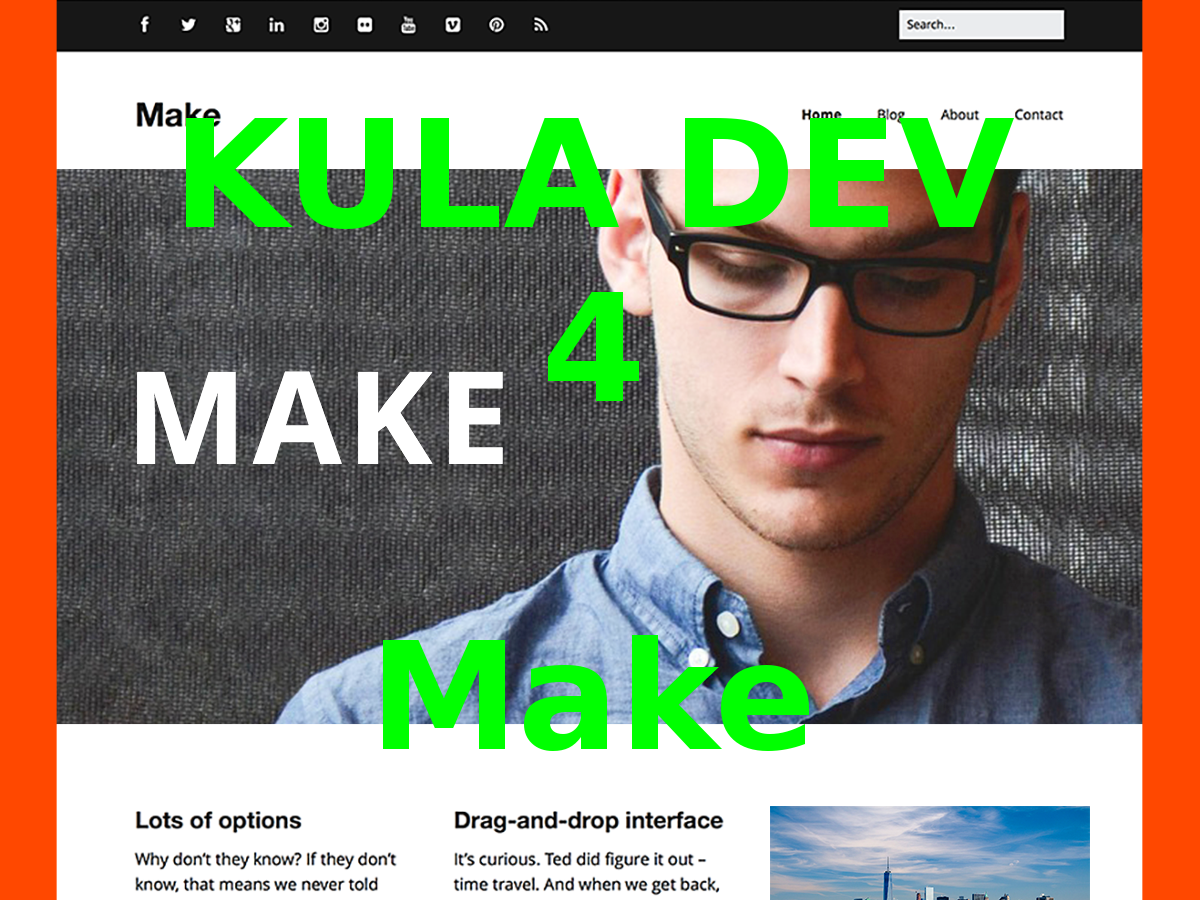 Search...
Make
Home Blog About Contact
KULA DEV
4
MAKE
Make
Lots of options
Why don't they know? If they don't
know, that means we never told
Drag-and-drop interface
It's curious. Ted did figure it out –
time travel. And when we get back,